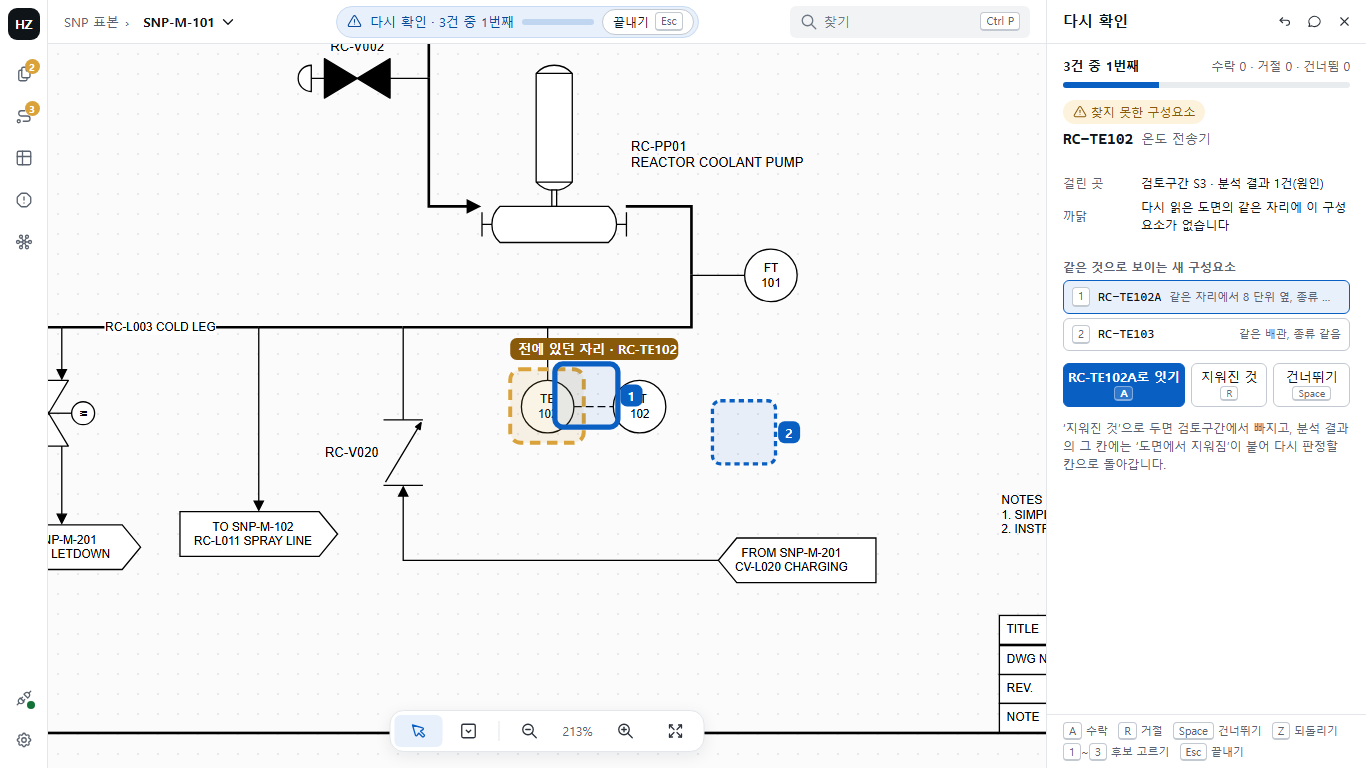 HZ
SNP 표본 › SNP-M-101
다시 확인 · 3건 중 1번째
끝내기 Esc
찾기 Ctrl P
2
3
RC-V002
RC-PP01
REACTOR COOLANT PUMP
FT
101
RC-L003 COLD LEG
전에 있던 자리 · RC-TE102
1
102
2
RC-V020
TO SNP-M-102
RC-L011 SPRAY LINE
NP-M-201
LETDOWN
FROM SNP-M-201
CV-L020 CHARGING
NOTES
1. SIMPL
2. INSTR
TITLE
DWG N
REV.
NOTE
213%
다시 확인
3건 중 1번째
수락 0 · 거절 0 · 건너뜀 0
찾지 못한 구성요소
RC-TE102 온도 전송기
걸린 곳 검토구간 S3 · 분석 결과 1건(원인)
까닭 다시 읽은 도면의 같은 자리에 이 구성
요소가 없습니다
같은 것으로 보이는 새 구성요소
1 RC-TE102A 같은 자리에서 8 단위 옆, 종류 ...
2 RC-TE103 같은 배관, 종류 같음
RC-TE102A로 잇기 A
지워진 것 R
건너뛰기 Space
'지워진 것'으로 두면 검토구간에서 빠지고, 분석 결과
의 그 칸에는 '도면에서 지워짐'이 붙어 다시 판정할
칸으로 돌아갑니다.
A 수락 R 거절 Space 건너뛰기 Z 되돌리기
1 ~ 3 후보 고르기 Esc 끝내기